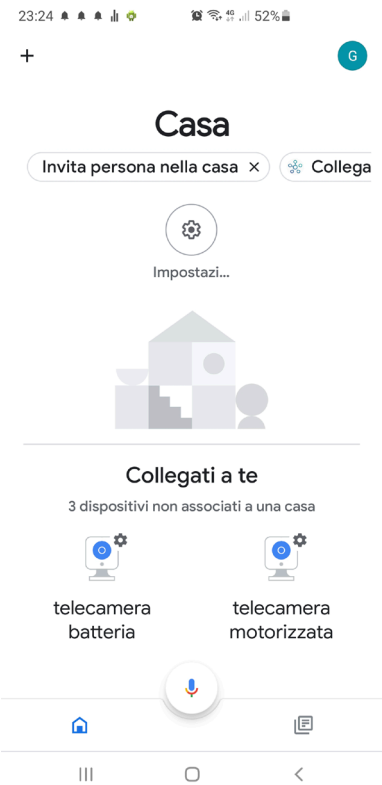 23:24 4G 52%
G
Casa
Invita persona nella casa Collega
Impostazi...
Collegati a te
3 dispositivi non associati a una casa
telecamera telecamera
batteria motorizzata